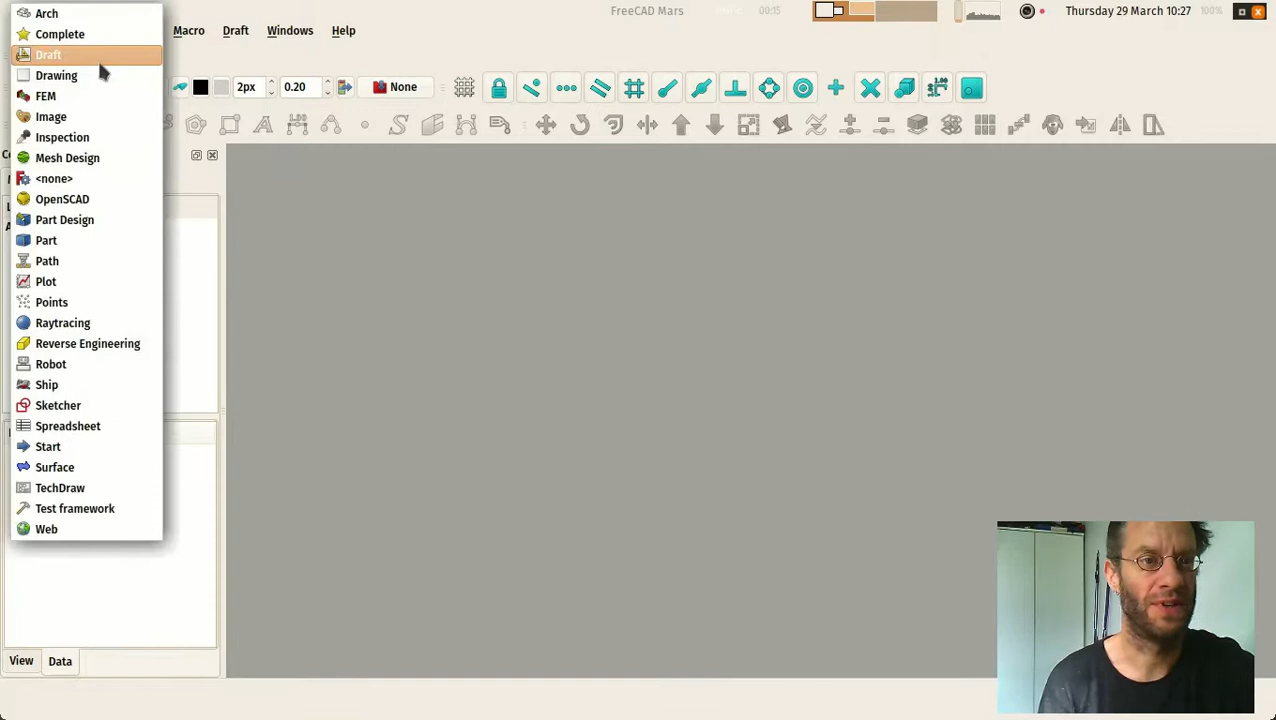 FreeCAD Mars
00:15
Thursday 29 March 10:27
100%
Macro
Draft
Windows
Help
2px
0.20
None
Arch
Complete
Draft
Drawing
FEM
Image
Inspection
Mesh Design
<none>
OpenSCAD
Part Design
Part
Path
Plot
Points
Raytracing
Reverse Engineering
Robot
Ship
Sketcher
Spreadsheet
Start
Surface
TechDraw
Test framework
Web
View
Data